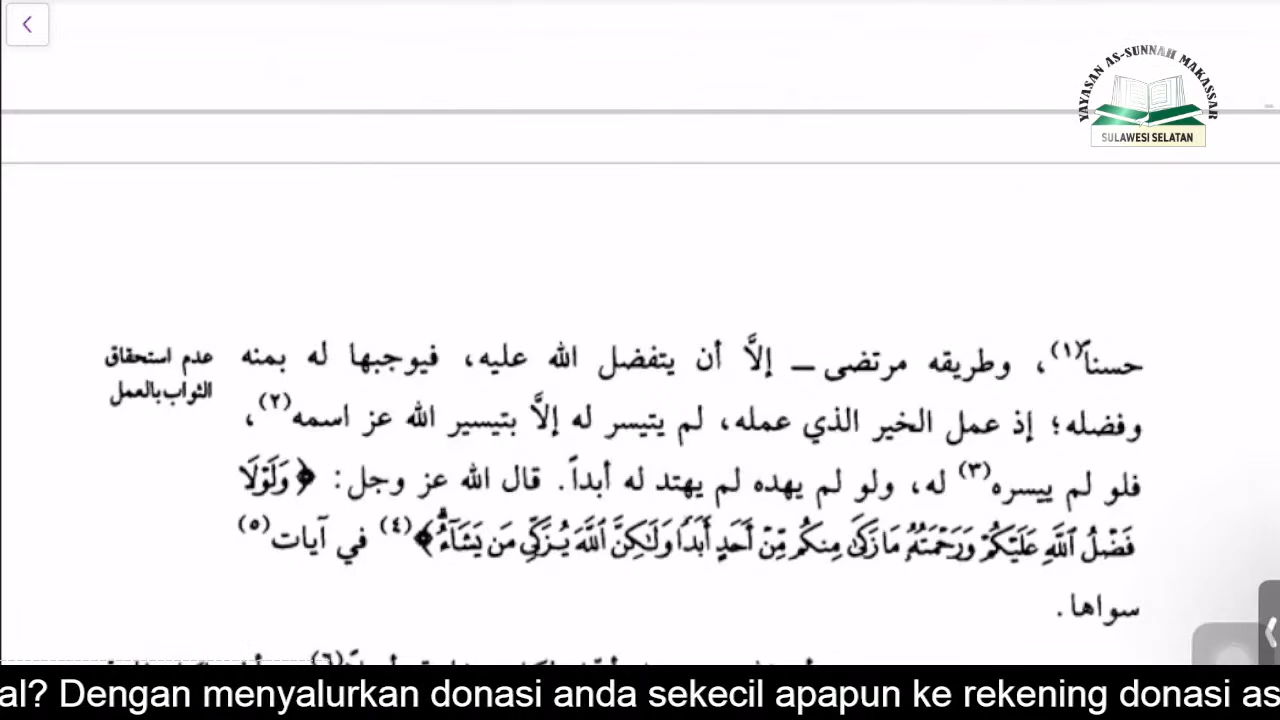 YAYASAN AS-SUNNAH MAKASSAR
SULAWESI SELATAN
حسناً(١)، وطريقه مرتضى ــ إلَّا أن يتفضل الله عليه، فيوجبها له بمنه
عدم استحقاق
الثواب بالعمل
وفضله؛ إذ عمل الخير الذي عمله، لم يتيسر له إلَّا بتيسير الله عز اسمه(٢)،
فلو لم ييسره(٣) له، ولو لم يهده لم يهتد له أبداً. قال الله عز وجل: ﴿وَلَوْلَا
فَضْلُ ٱللَّهِ عَلَيْكُمْ وَرَحْمَتُهُۥ مَا زَكَىٰ مِنكُم مِّنْ أَحَدٍ أَبَدًا وَلَـٰكِنَّ ٱللَّهَ يُزَكِّى مَن يَشَآءُۗ﴾(٤) في آيات(٥)
سواها.
al? Dengan menyalurkan donasi anda sekecil apapun ke rekening donasi as